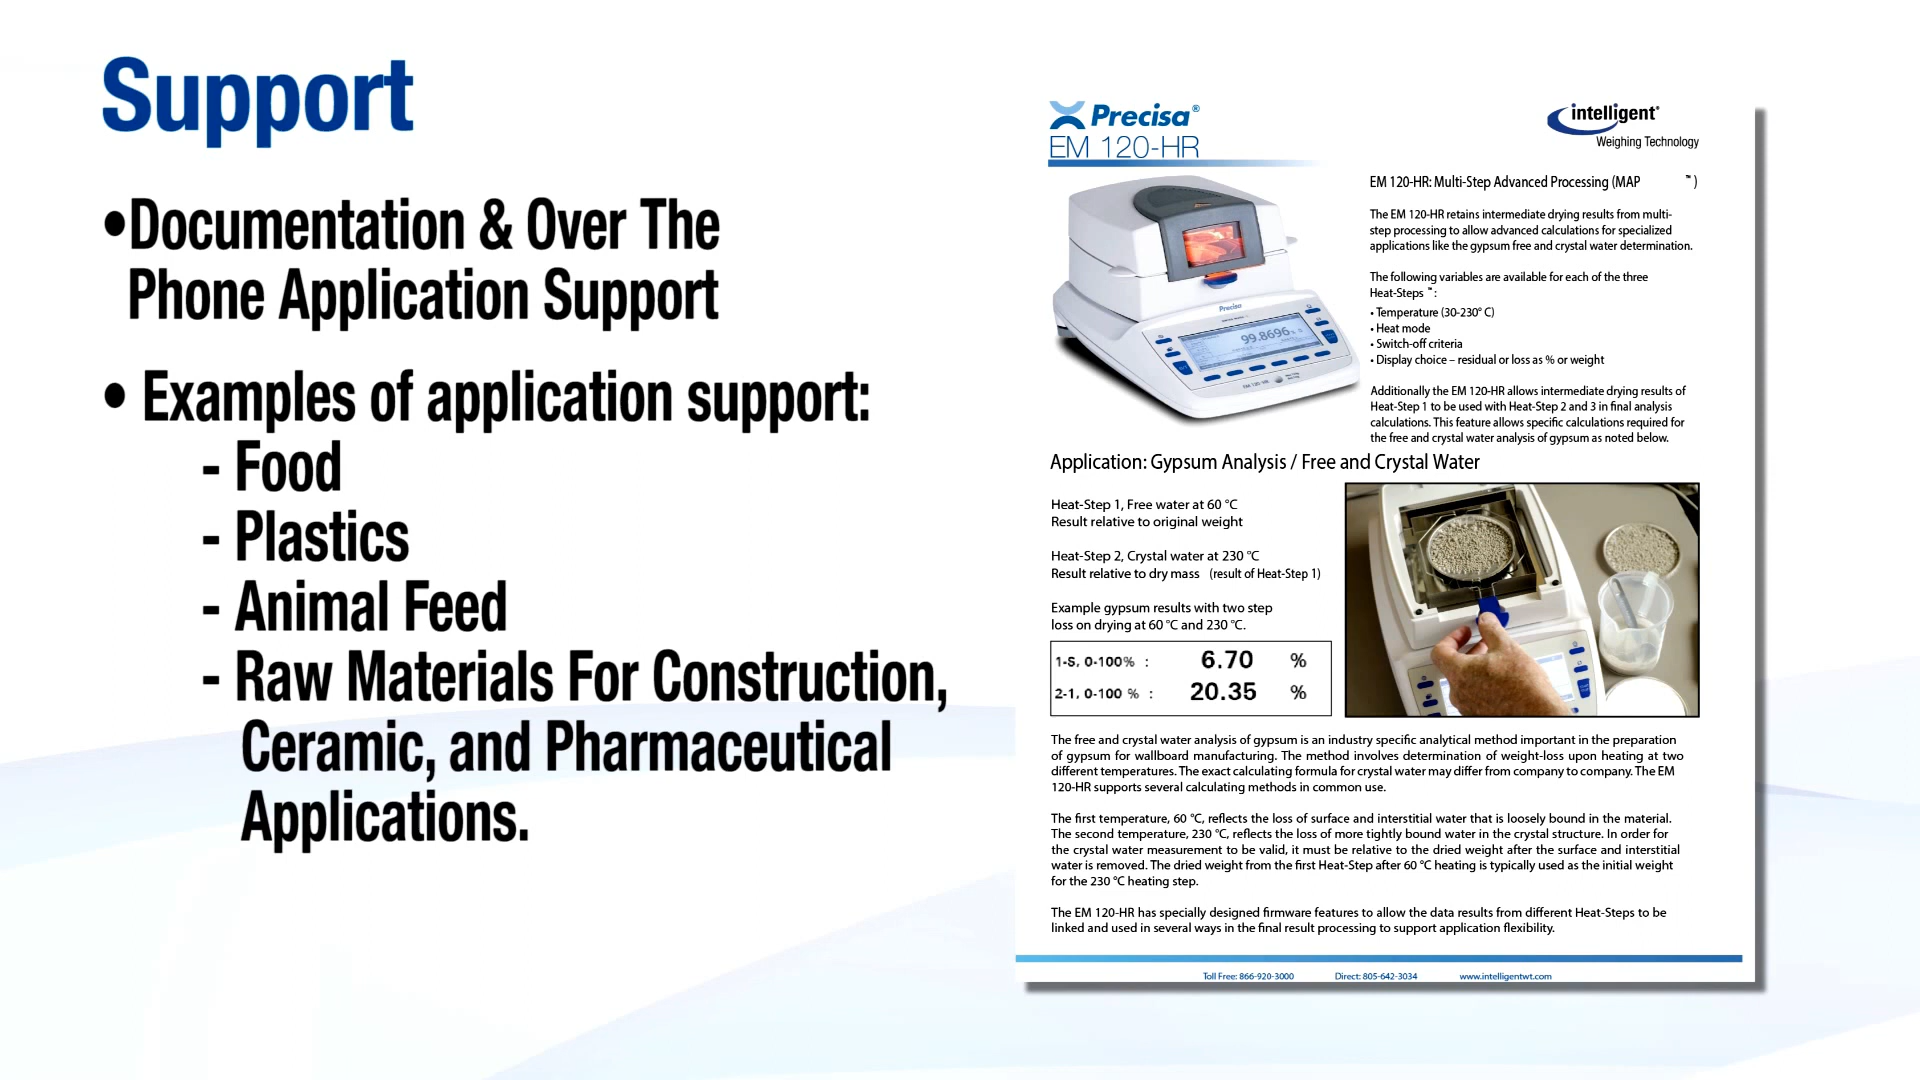 Support
•Documentation & Over The
Phone Application Support
• Examples of application support:
- Food
- Plastics
- Animal Feed
- Raw Materials For Construction,
Ceramic, and Pharmaceutical
Applications.
Precisa®
EM 120-HR
intelligent®
Weighing Technology
EM 120-HR: Multi-Step Advanced Processing (MAP ™)
The EM 120-HR retains intermediate drying results from multi-
step processing to allow advanced calculations for specialized
applications like the gypsum free and crystal water determination.
The following variables are available for each of the three
Heat-Steps ™ :
• Temperature (30-230° C)
• Heat mode
• Switch-off criteria
• Display choice – residual or loss as % or weight
Additionally the EM 120-HR allows intermediate drying results of
Heat-Step 1 to be used with Heat-Step 2 and 3 in final analysis
calculations. This feature allows specific calculations required for
the free and crystal water analysis of gypsum as noted below.
Precisa
99.8696
EM 120-HR
Application: Gypsum Analysis / Free and Crystal Water
Heat-Step 1, Free water at 60 °C
Result relative to original weight
Heat-Step 2, Crystal water at 230 °C
Result relative to dry mass (result of Heat-Step 1)
Example gypsum results with two step
loss on drying at 60 °C and 230 °C.
1-S, 0-100% : 6.70 %
2-1, 0-100 % : 20.35 %
The free and crystal water analysis of gypsum is an industry specific analytical method important in the preparation
of gypsum for wallboard manufacturing. The method involves determination of weight-loss upon heating at two
different temperatures. The exact calculating formula for crystal water may differ from company to company. The EM
120-HR supports several calculating methods in common use.
The first temperature, 60 °C, reflects the loss of surface and interstitial water that is loosely bound in the material.
The second temperature, 230 °C, reflects the loss of more tightly bound water in the crystal structure. In order for
the crystal water measurement to be valid, it must be relative to the dried weight after the surface and interstitial
water is removed. The dried weight from the first Heat-Step after 60 °C heating is typically used as the initial weight
for the 230 °C heating step.
The EM 120-HR has specially designed firmware features to allow the data results from different Heat-Steps to be
linked and used in several ways in the final result processing to support application flexibility.
Toll Free: 866-920-3000 Direct: 805-642-3034 www.intelligentwt.com